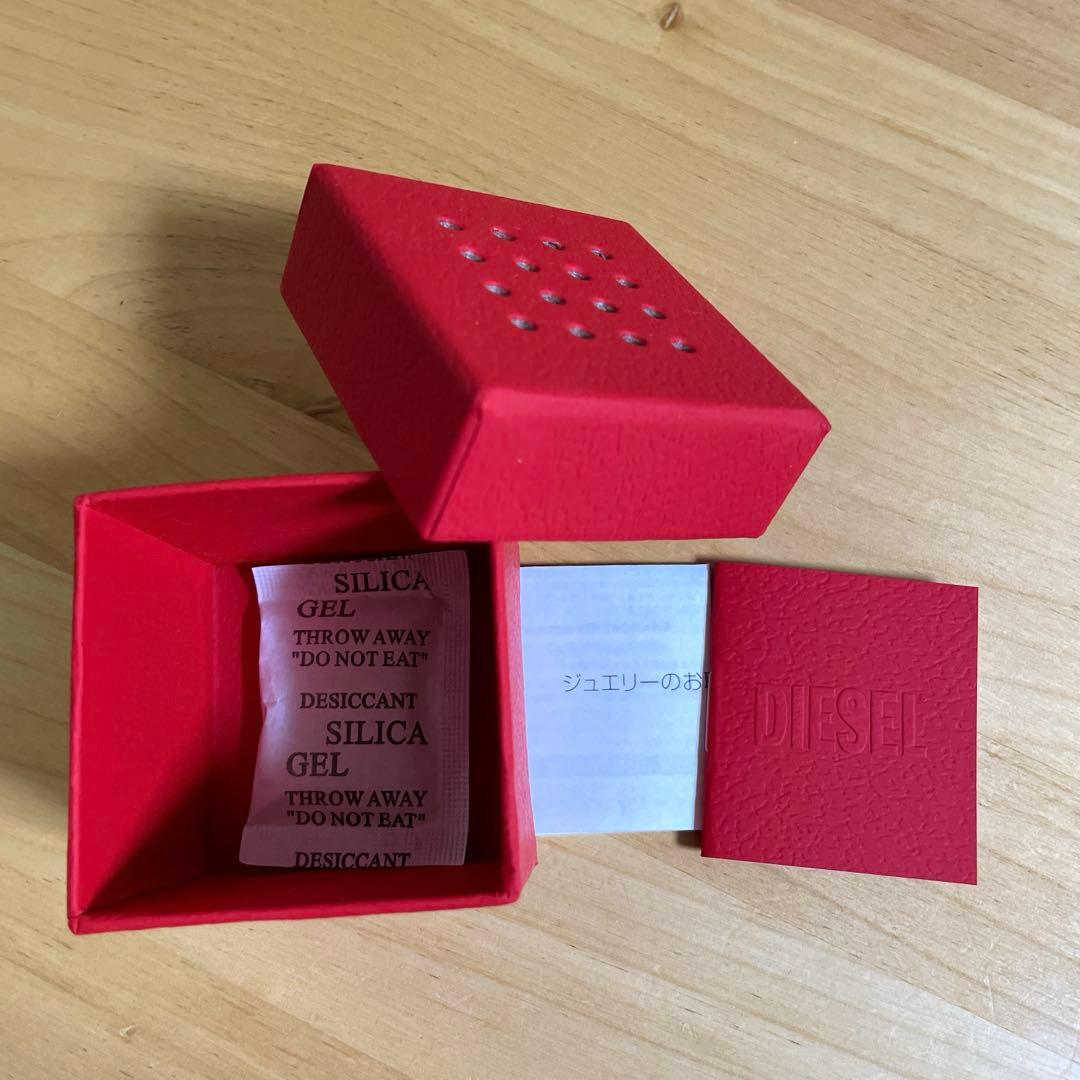 SILICA
GEL
THROW AWAY
"DO NOT EAT"
DESICCANT
SILICA
GEL
THROW AWAY
"DO NOT EAT"
DESICCANT
ジュエリーのお
DIESEL